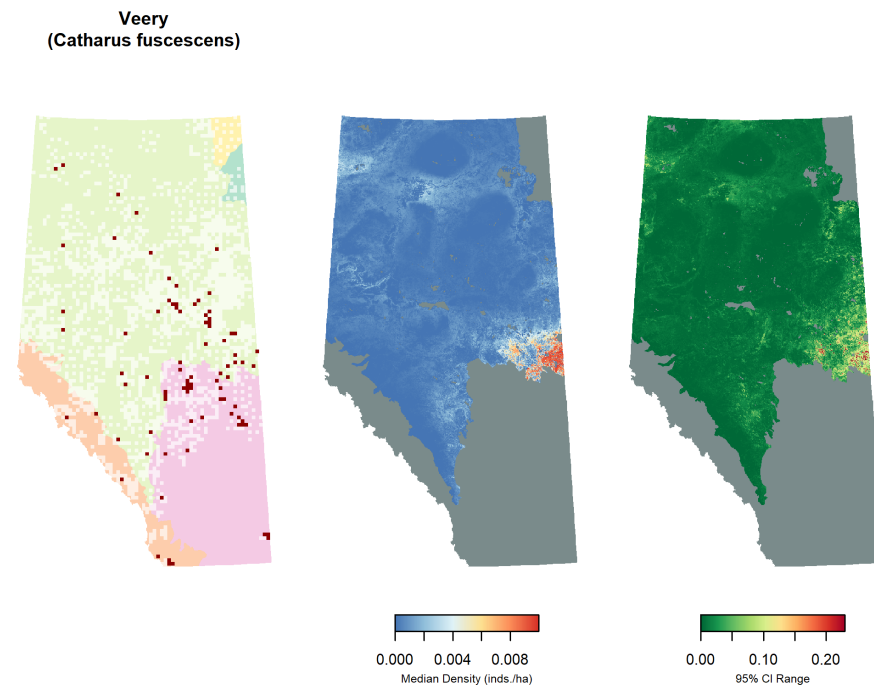 Veery
(Catharus fuscescens)
0.000 0.004 0.008
Median Density (inds./ha)
0.00 0.10 0.20
95% CI Range